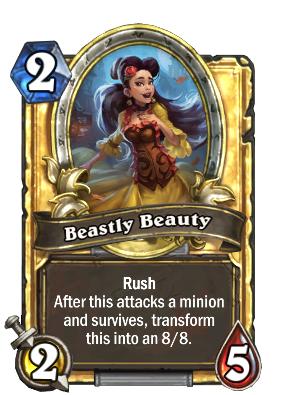 2
Beastly Beauty
Rush
After this attacks a minion
and survives, transform
this into an 8/8.
2
5